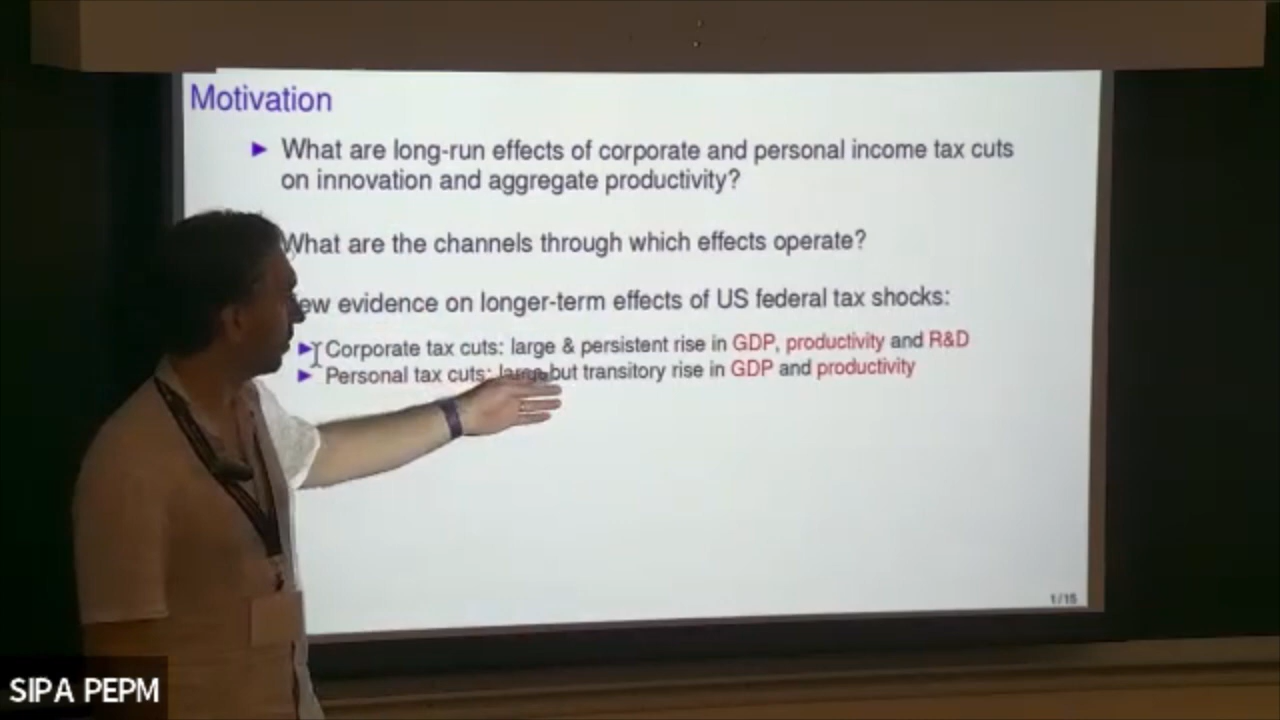 Motivation
What are long-run effects of corporate and personal income tax cuts
on innovation and aggregate productivity?
What are the channels through which effects operate?
ew evidence on longer-term effects of US federal tax shocks:
Corporate tax cuts: large & persistent rise in GDP, productivity and R&D
Personal tax cuts: large but transitory rise in GDP and productivity
1/15
SIPA PEPM